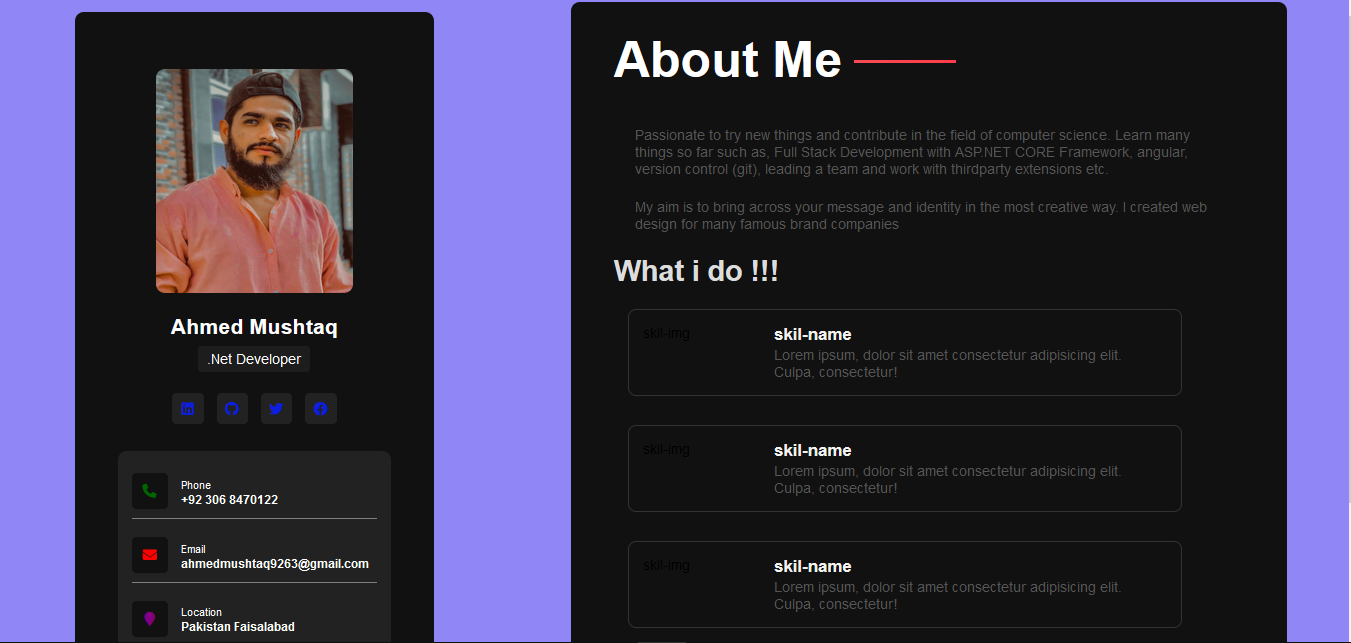 Ahmed Mushtaq
.Net Developer
Phone
+92 306 8470122
Email
ahmedmushtaq9263@gmail.com
Location
Pakistan Faisalabad
About Me
Passionate to try new things and contribute in the field of computer science. Learn many
things so far such as, Full Stack Development with ASP.NET CORE Framework, angular,
version control (git), leading a team and work with thirdparty extensions etc.
My aim is to bring across your message and identity in the most creative way. I created web
design for many famous brand companies
What i do !!!
skil-img
skil-name
Lorem ipsum, dolor sit amet consectetur adipisicing elit.
Culpa, consectetur!
skil-img
skil-name
Lorem ipsum, dolor sit amet consectetur adipisicing elit.
Culpa, consectetur!
skil-img
skil-name
Lorem ipsum, dolor sit amet consectetur adipisicing elit.
Culpa, consectetur!